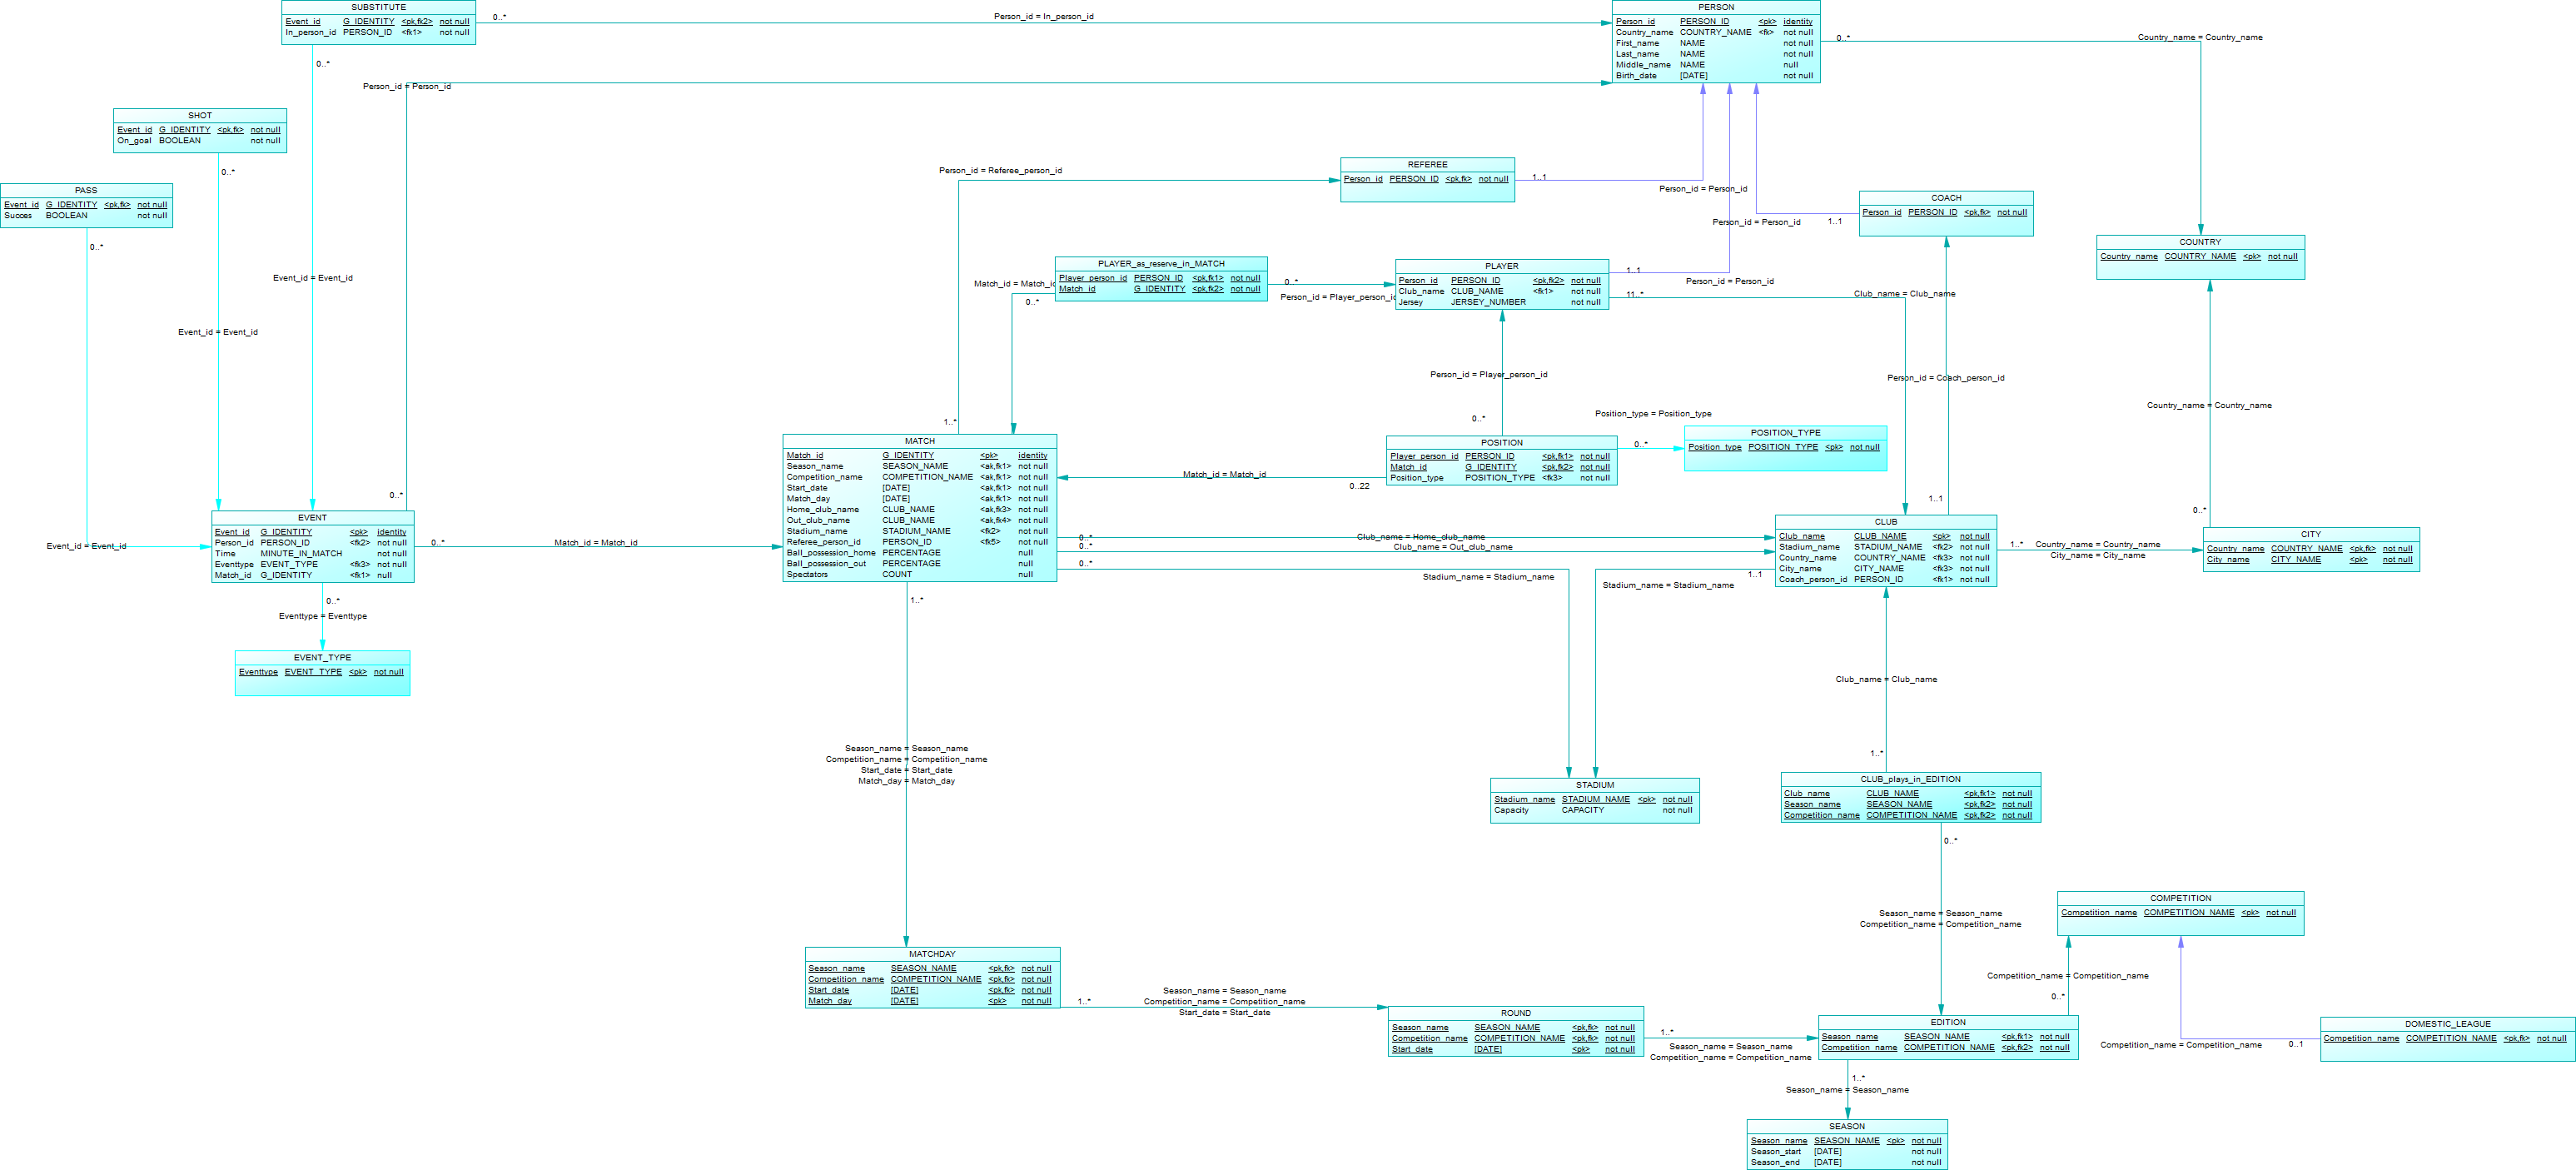 SUBSTITUTE
Event_id G_IDENTITY <pk,fk2> not null
In_person_id PERSON_ID <fk1> not null
0..*
Person_id = In_person_id
0..*
PERSON
Person_id PERSON_ID <pk> identity
Country_name COUNTRY_NAME <fk> not null
First_name NAME not null
Last_name NAME not null
Middle_name NAME null
Birth_date [DATE] not null
0..*
Country_name = Country_name
Person_id = Person_id
SHOT
Event_id G_IDENTITY <pk,fk> not null
On_goal BOOLEAN not null
0..*
PASS
Event_id G_IDENTITY <pk,fk> not null
Succes BOOLEAN not null
0..*
Person_id = Referee_person_id
REFEREE
Person_id PERSON_ID <pk,fk> not null
1..1
Person_id = Person_id
Person_id = Person_id
1..1
COACH
Person_id PERSON_ID <pk,fk> not null
COUNTRY
Country_name COUNTRY_NAME <pk> not null
Event_id = Event_id
Event_id = Event_id
Match_id = Match_id
0..*
PLAYER_as_reserve_in_MATCH
Player_person_id PERSON_ID <pk,fk1> not null
Match_id G_IDENTITY <pk,fk2> not null
0..*
Person_id = Player_person_id
PLAYER
Person_id PERSON_ID <pk,fk2> not null
Club_name CLUB_NAME <fk1> not null
Jersey JERSEY_NUMBER not null
1..1
Person_id = Person_id
11..*
Club_name = Club_name
Person_id = Player_person_id
Person_id = Coach_person_id
Country_name = Country_name
1..*
0..*
Position_type = Position_type
MATCH
Match_id G_IDENTITY <pk> identity
Season_name SEASON_NAME <ak,fk1> not null
Competition_name COMPETITION_NAME <ak,fk1> not null
Start_date [DATE] <ak,fk1> not null
Match_day [DATE] <ak,fk1> not null
Home_club_name CLUB_NAME <ak,fk3> not null
Out_club_name CLUB_NAME <ak,fk4> not null
Stadium_name STADIUM_NAME <fk2> not null
Referee_person_id PERSON_ID <fk5> not null
Ball_possession_home PERCENTAGE null
Ball_possession_out PERCENTAGE null
Spectators COUNT null
Match_id = Match_id
0..22
POSITION
Player_person_id PERSON_ID <pk,fk1> not null
Match_id G_IDENTITY <pk,fk2> not null
Position_type POSITION_TYPE <fk3> not null
0..*
POSITION_TYPE
Position_type POSITION_TYPE <pk> not null
0..*
EVENT
Event_id G_IDENTITY <pk> identity
Person_id PERSON_ID <fk2> not null
Time MINUTE_IN_MATCH not null
Eventtype EVENT_TYPE <fk3> not null
Match_id G_IDENTITY <fk1> null
Event_id = Event_id
0..*
Match_id = Match_id
0..*
Club_name = Home_club_name
0..*
Club_name = Out_club_name
0..*
Stadium_name = Stadium_name
1..1
Stadium_name = Stadium_name
1..1
CLUB
Club_name CLUB_NAME <pk> not null
Stadium_name STADIUM_NAME <fk2> not null
Country_name COUNTRY_NAME <fk3> not null
City_name CITY_NAME <fk3> not null
Coach_person_id PERSON_ID <fk1> not null
1..*
Country_name = Country_name
City_name = City_name
0..*
CITY
Country_name COUNTRY_NAME <pk,fk> not null
City_name CITY_NAME <pk> not null
0..*
Eventtype = Eventtype
EVENT_TYPE
Eventtype EVENT_TYPE <pk> not null
1..*
Season_name = Season_name
Competition_name = Competition_name
Start_date = Start_date
Match_day = Match_day
Club_name = Club_name
1..*
STADIUM
Stadium_name STADIUM_NAME <pk> not null
Capacity CAPACITY not null
CLUB_plays_in_EDITION
Club_name CLUB_NAME <pk,fk1> not null
Season_name SEASON_NAME <pk,fk2> not null
Competition_name COMPETITION_NAME <pk,fk2> not null
0..*
Season_name = Season_name
Competition_name = Competition_name
COMPETITION
Competition_name COMPETITION_NAME <pk> not null
Competition_name = Competition_name
0..*
MATCHDAY
Season_name SEASON_NAME <pk,fk> not null
Competition_name COMPETITION_NAME <pk,fk> not null
Start_date [DATE] <pk,fk> not null
Match_day [DATE] <pk> not null
1..*
Season_name = Season_name
Competition_name = Competition_name
Start_date = Start_date
ROUND
Season_name SEASON_NAME <pk,fk> not null
Competition_name COMPETITION_NAME <pk,fk> not null
Start_date [DATE] <pk> not null
1..*
Season_name = Season_name
Competition_name = Competition_name
EDITION
Season_name SEASON_NAME <pk,fk1> not null
Competition_name COMPETITION_NAME <pk,fk2> not null
Competition_name = Competition_name
0..1
DOMESTIC_LEAGUE
Competition_name COMPETITION_NAME <pk,fk> not null
1..*
Season_name = Season_name
SEASON
Season_name SEASON_NAME <pk> not null
Season_start [DATE] not null
Season_end [DATE] not null